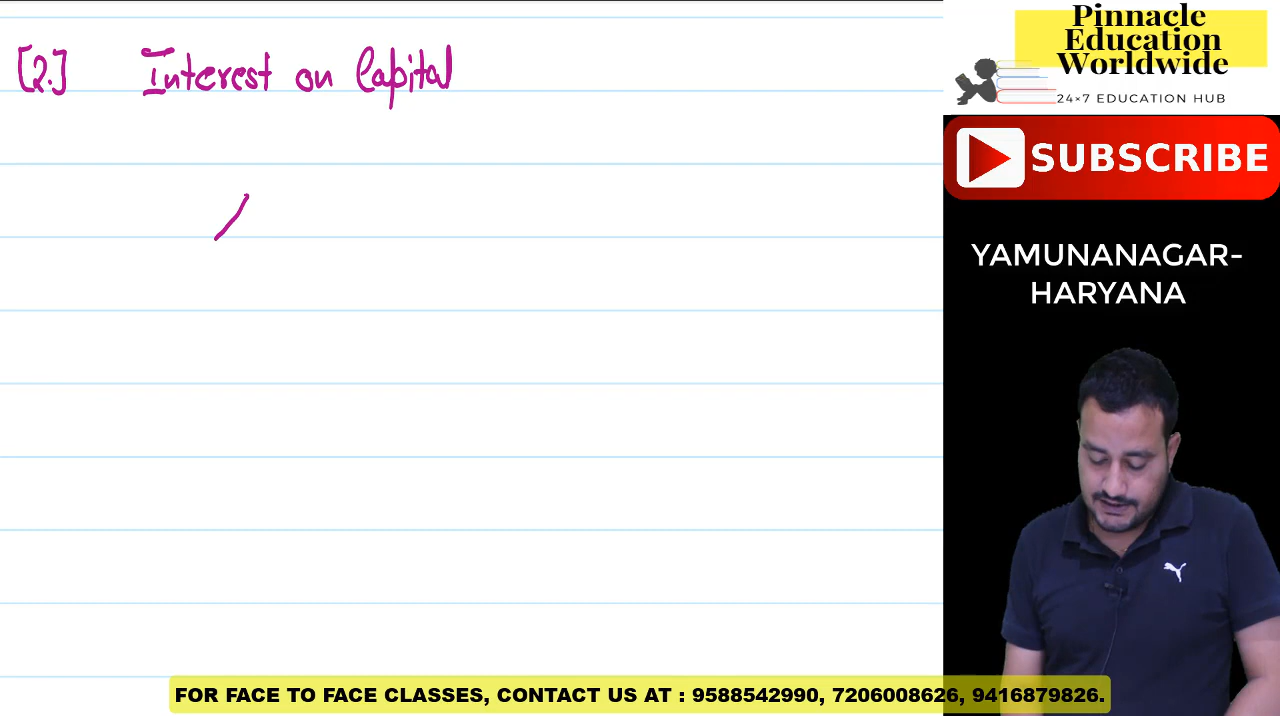 [2.] Interest on Capital
Pinnacle
Education
Worldwide
24×7 EDUCATION HUB
SUBSCRIBE
YAMUNANAGAR-
HARYANA
FOR FACE TO FACE CLASSES, CONTACT US AT : 9588542990, 7206008626, 9416879826.